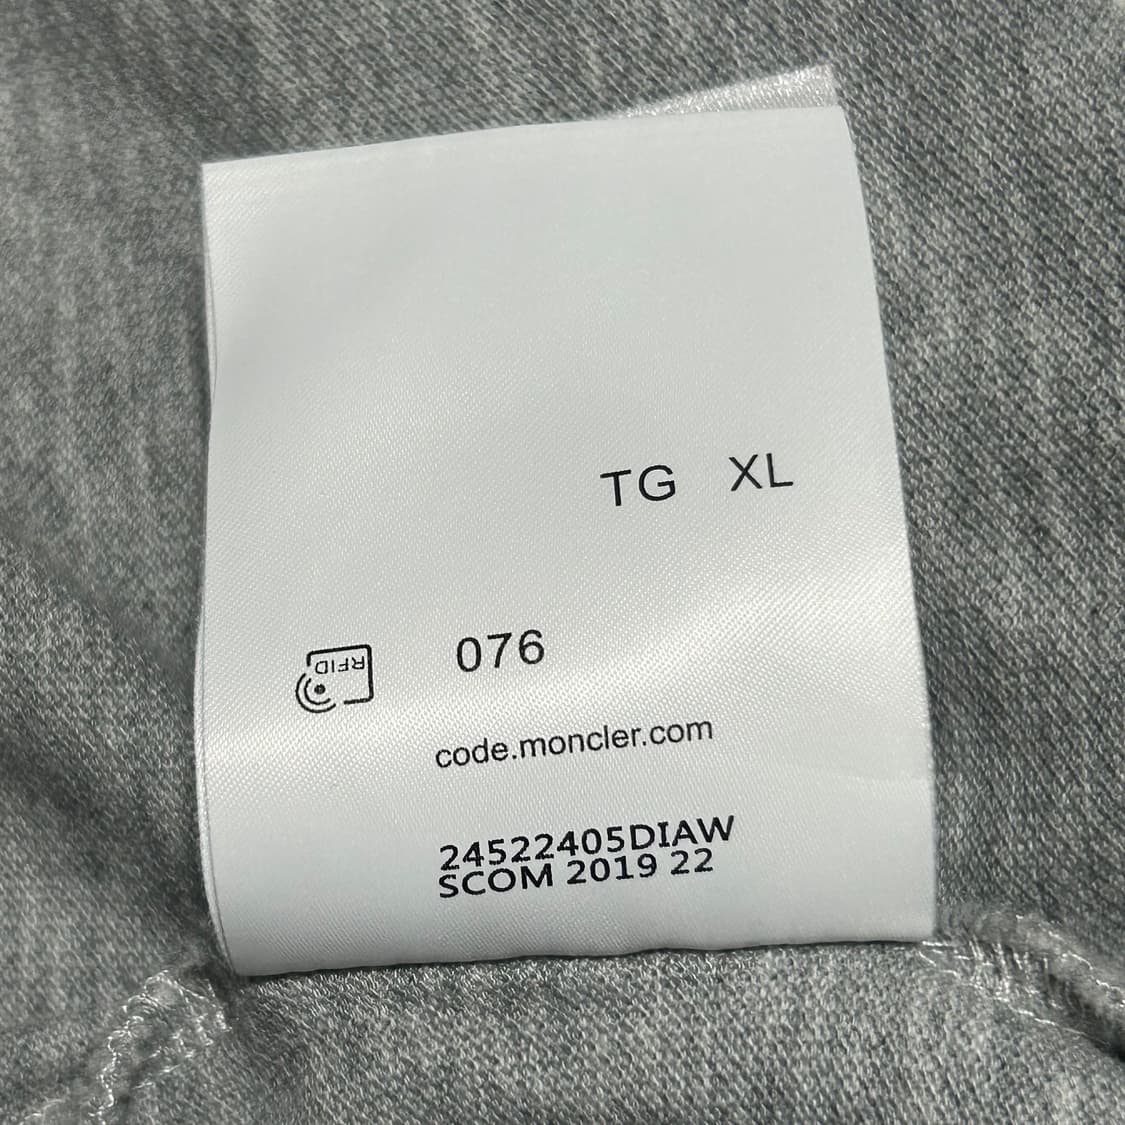 TG XL
RFID
076
code.moncler.com
24522405DIAW
SCOM 2019 22